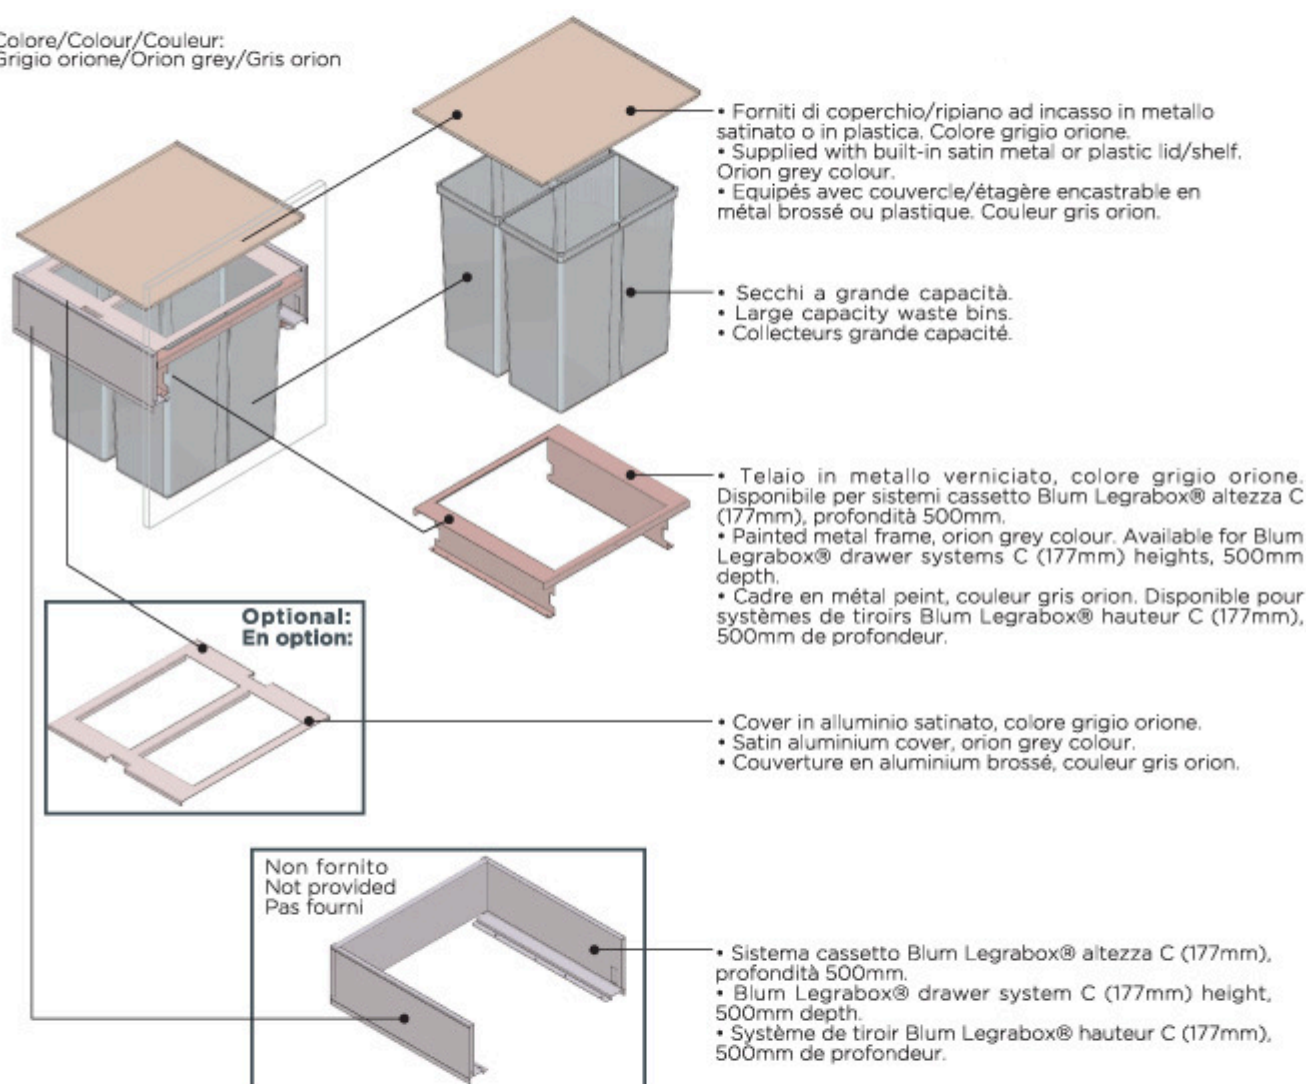 Colore/Colour/Couleur:
Grigio orione/Orion grey/Gris orion
• Forniti di coperchio/ripiano ad incasso in metallo
satinato o in plastica. Colore grigio orione.
• Supplied with built-in satin metal or plastic lid/shelf.
Orion grey colour.
• Equipés avec couvercle/étagère encastrable en
métal brossé ou plastique. Couleur gris orion.
• Secchi a grande capacità.
• Large capacity waste bins.
• Collecteurs grande capacité.
• Telaio in metallo verniciato, colore grigio orione.
Disponibile per sistemi cassetto Blum Legrabox® altezza C
(177mm), profondità 500mm.
• Painted metal frame, orion grey colour. Available for Blum
Legrabox® drawer systems C (177mm) heights, 500mm
depth.
• Cadre en métal peint, couleur gris orion. Disponible pour
systèmes de tiroirs Blum Legrabox® hauteur C (177mm),
500mm de profondeur.
Optional:
En option:
• Cover in alluminio satinato, colore grigio orione.
• Satin aluminium cover, orion grey colour.
• Couverture en aluminium brossé, couleur gris orion.
Non fornito
Not provided
Pas fourni
• Sistema cassetto Blum Legrabox® altezza C (177mm),
profondità 500mm.
• Blum Legrabox® drawer system C (177mm) height,
500mm depth.
• Système de tiroir Blum Legrabox® hauteur C (177mm),
500mm de profondeur.